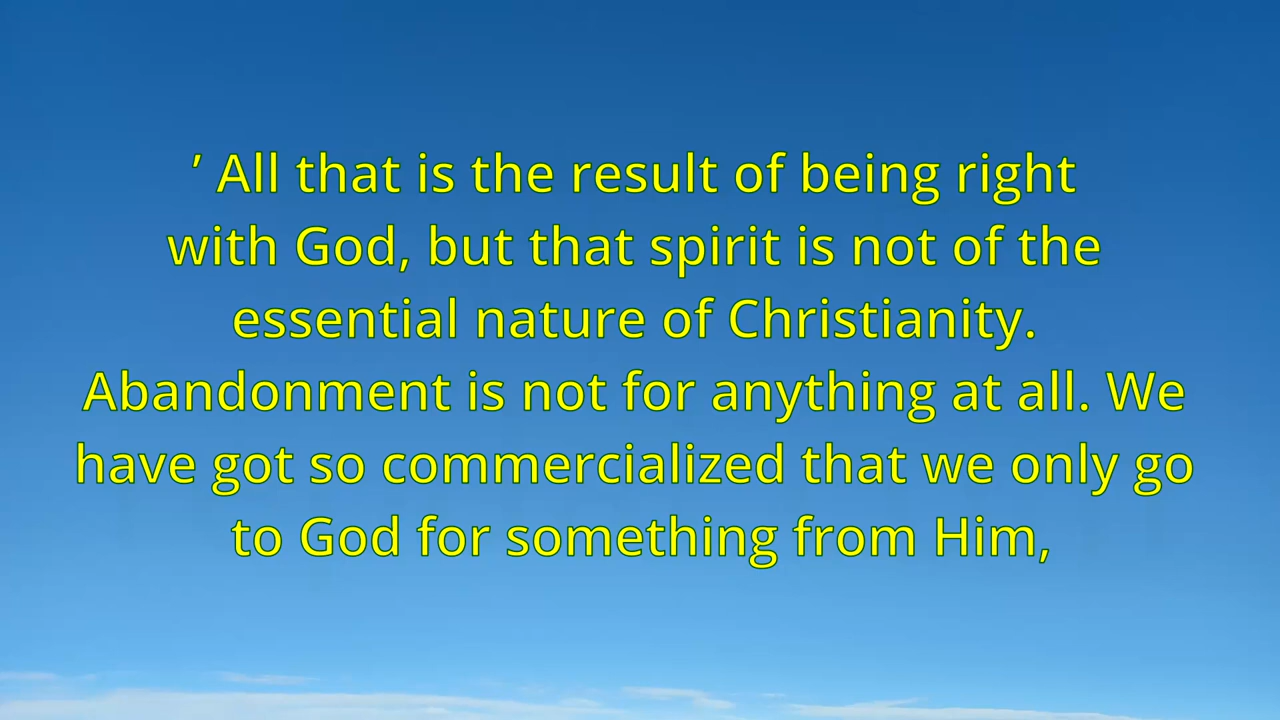 ’ All that is the result of being right
with God, but that spirit is not of the
essential nature of Christianity.
Abandonment is not for anything at all. We
have got so commercialized that we only go
to God for something from Him,